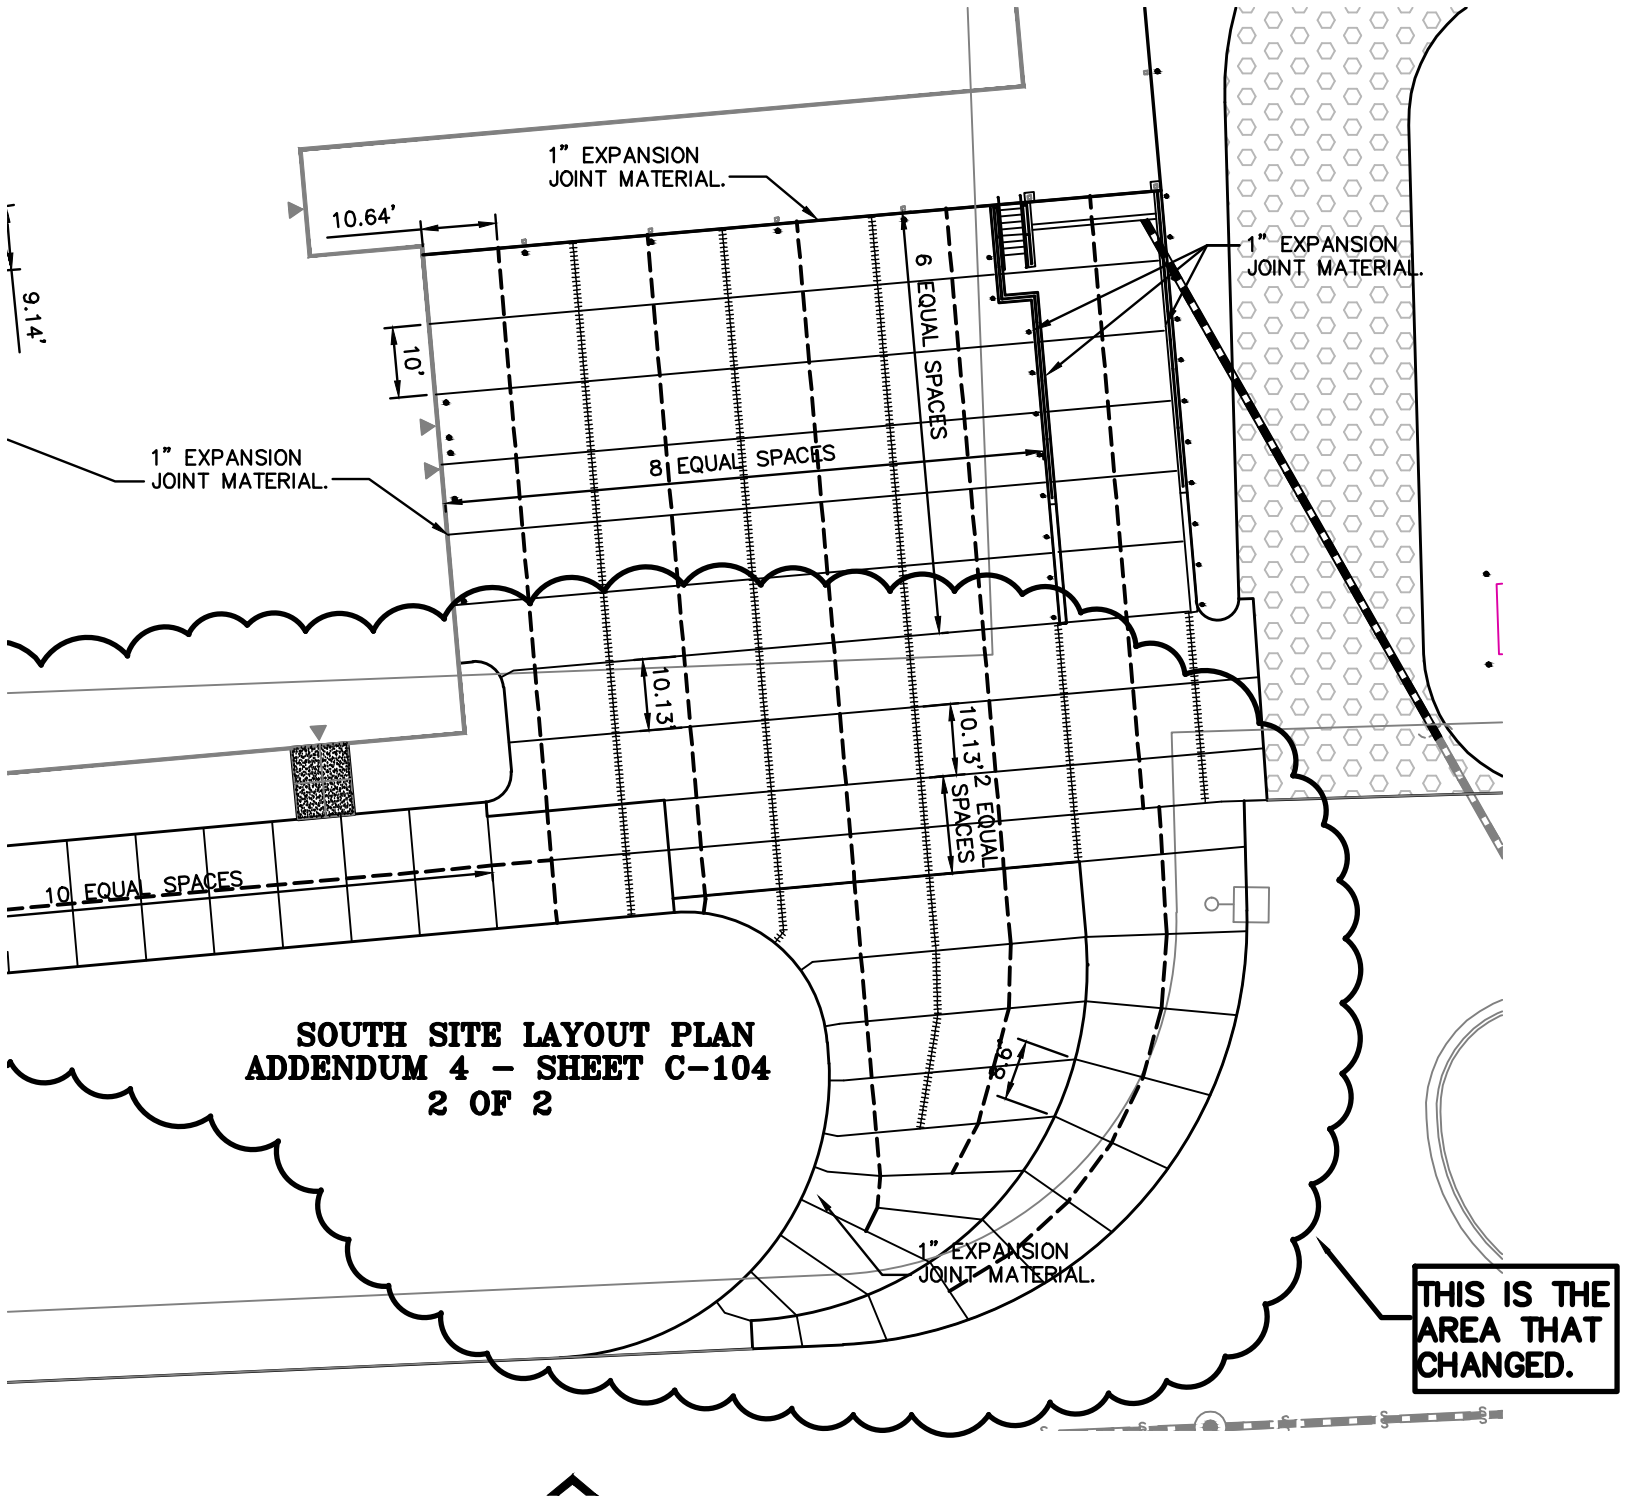 1" EXPANSION
JOINT MATERIAL.
10.64'
1" EXPANSION
JOINT MATERIAL.
9.14'
6 EQUAL SPACES
10'
1" EXPANSION
JOINT MATERIAL.
8 EQUAL SPACES
10.13'
10.13'
2 EQUAL
SPACES
10 EQUAL SPACES
SOUTH SITE LAYOUT PLAN
ADDENDUM 4 - SHEET C-104
2 OF 2
9.6'
1" EXPANSION
JOINT MATERIAL.
THIS IS THE
AREA THAT
CHANGED.
S
S
S
S
S
S